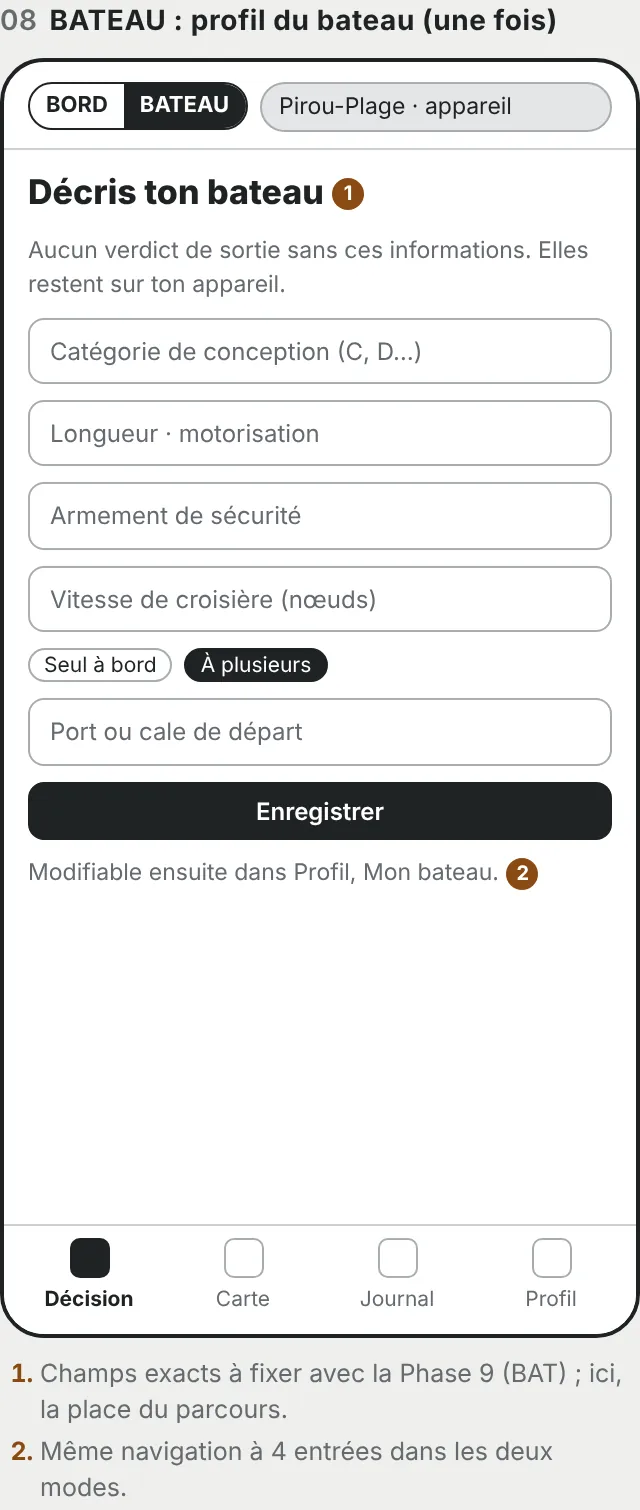 08 BATEAU : profil du bateau (une fois)
BORD BATEAU Pirou-Plage · appareil
Décris ton bateau 1
Aucun verdict de sortie sans ces informations. Elles
restent sur ton appareil.
Catégorie de conception (C, D...)
Longueur · motorisation
Armement de sécurité
Vitesse de croisière (nœuds)
Seul à bord À plusieurs
Port ou cale de départ
Enregistrer
Modifiable ensuite dans Profil, Mon bateau. 2
Décision Carte Journal Profil
1. Champs exacts à fixer avec la Phase 9 (BAT) ; ici,
la place du parcours.
2. Même navigation à 4 entrées dans les deux
modes.